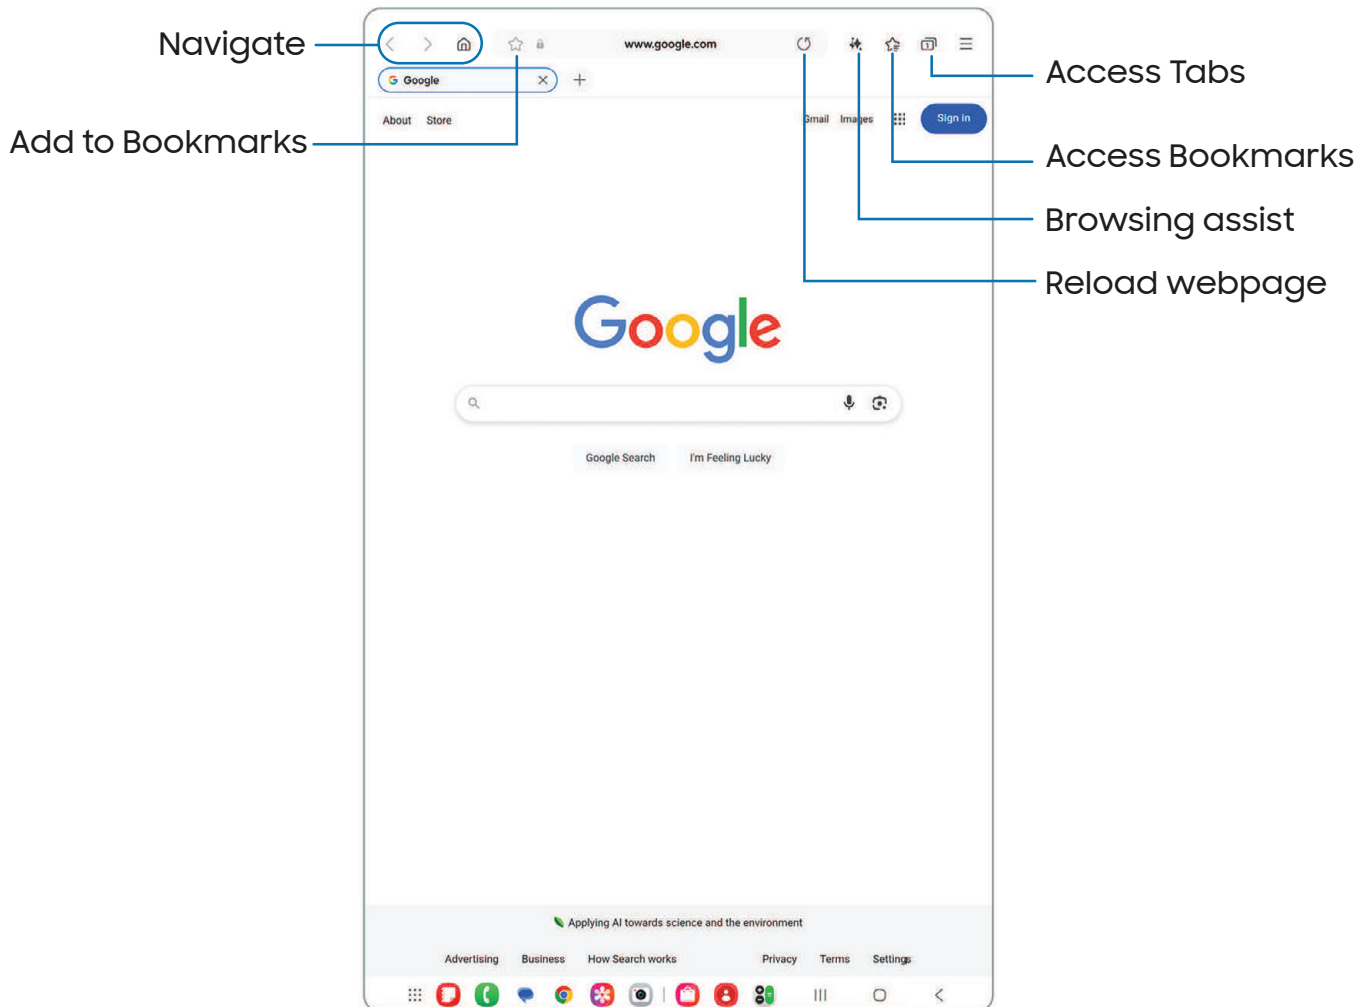 Navigate
www.google.com
G Google
Access Tabs
About Store
Gmail Images
Sign in
Add to Bookmarks
Access Bookmarks
Browsing assist
Reload webpage
Google
Google Search I'm Feeling Lucky
Applying AI towards science and the environment
Advertising Business How Search works Privacy Terms Settings